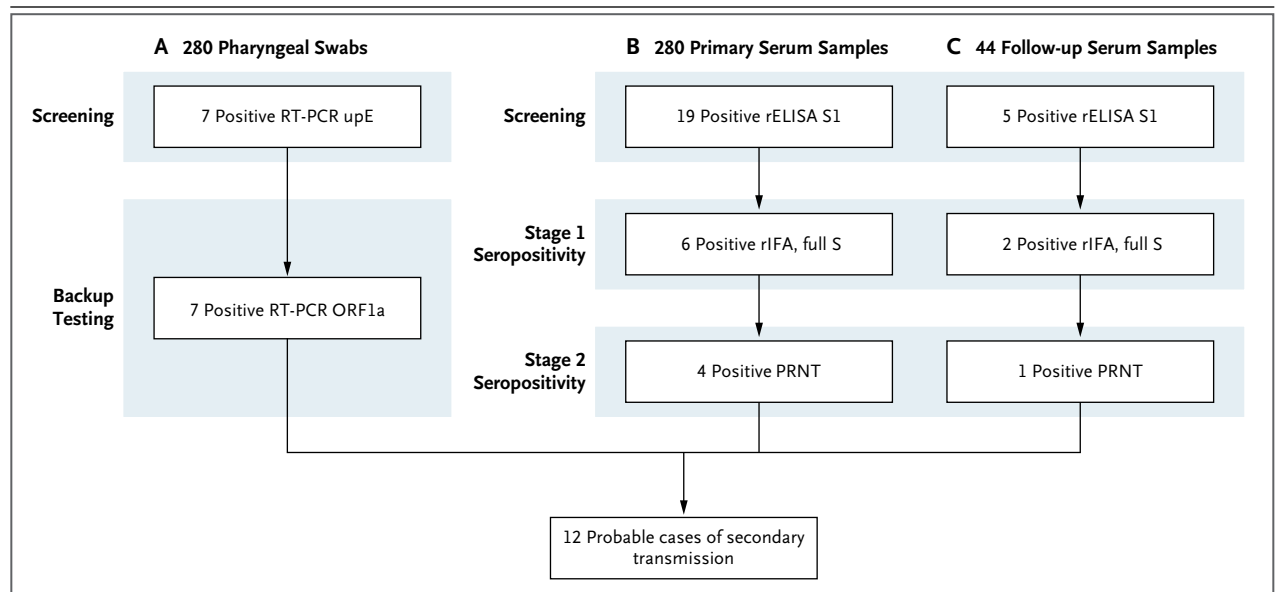 A 280 Pharyngeal Swabs
Screening
7 Positive RT-PCR upE
Backup
Testing
7 Positive RT-PCR ORF1a
B 280 Primary Serum Samples
C 44 Follow-up Serum Samples
Screening
19 Positive rELISA S1
5 Positive rELISA S1
Stage 1
Seropositivity
6 Positive rIFA, full S
2 Positive rIFA, full S
Stage 2
Seropositivity
4 Positive PRNT
1 Positive PRNT
12 Probable cases of secondary
transmission